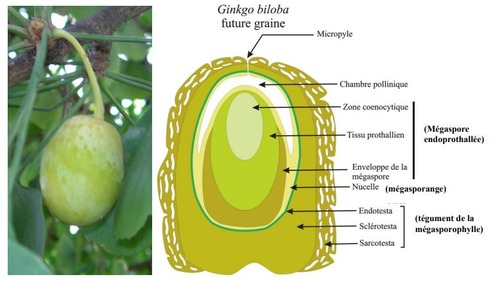 Ginkgo biloba
future graine
Micropyle
Chambre pollinique
Zone coenocytique
Tissu prothallien
(Mégaspore
endoprothallée)
Enveloppe de la
mégaspore
Nucelle (mégasporange)
Endotesta
Sclérotesta
Sarcotesta
(tégument de la
mégasporophylle)